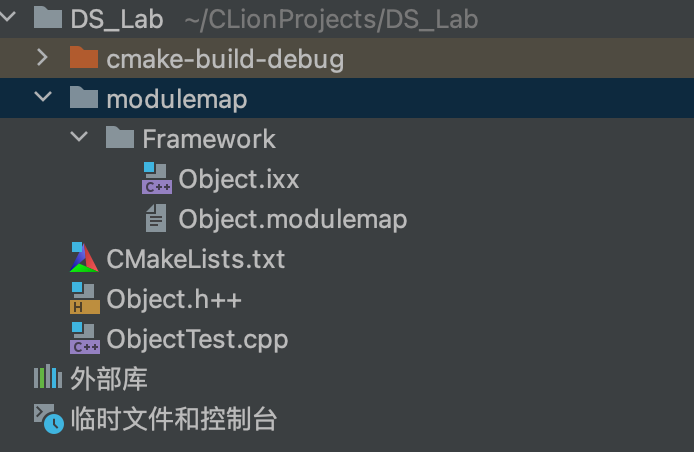 DS_Lab ~/CLionProjects/DS_Lab
cmake-build-debug
modulemap
Framework
C++ Object.ixx
Object.modulemap
CMakeLists.txt
H Object.h++
C++ ObjectTest.cpp
外部库
临时文件和控制台